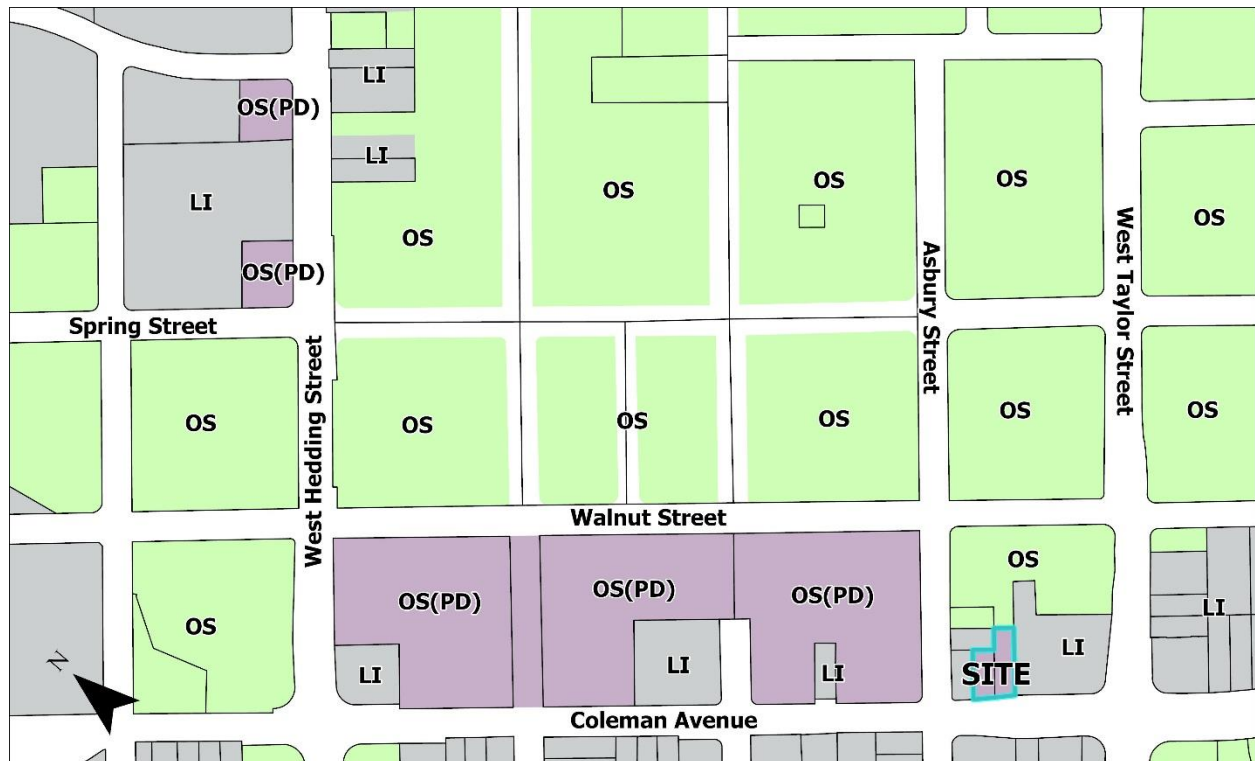 LI
OS(PD)
LI
LI
OS
OS
OS
LI
OS
OS
OS(PD)
Spring Street
West Hedding Street
Asbury Street
West Taylor Street
OS
OS
OS
OS
OS
OS
Walnut Street
OS
OS(PD)
OS(PD)
OS(PD)
OS
LI
LI
LI
LI
SITE
LI
N
Coleman Avenue